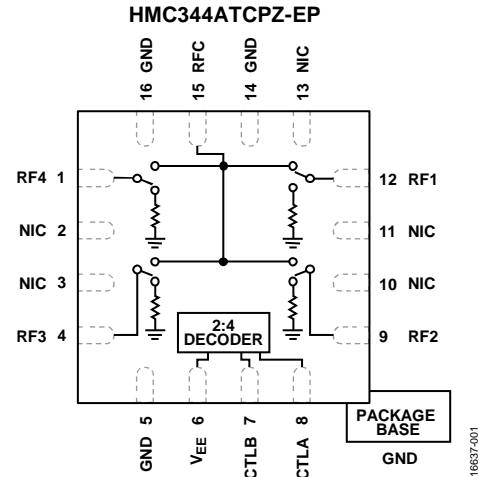 HMC344ATCPZ-EP
16 GND
15 RFC
14 GND
13 NIC
RF4 1
12 RF1
NIC 2
11 NIC
NIC 3
10 NIC
RF3 4
9 RF2
2:4
DECODER
GND 5
VEE 6
CTLB 7
CTLA 8
PACKAGE
BASE
GND
16637-001